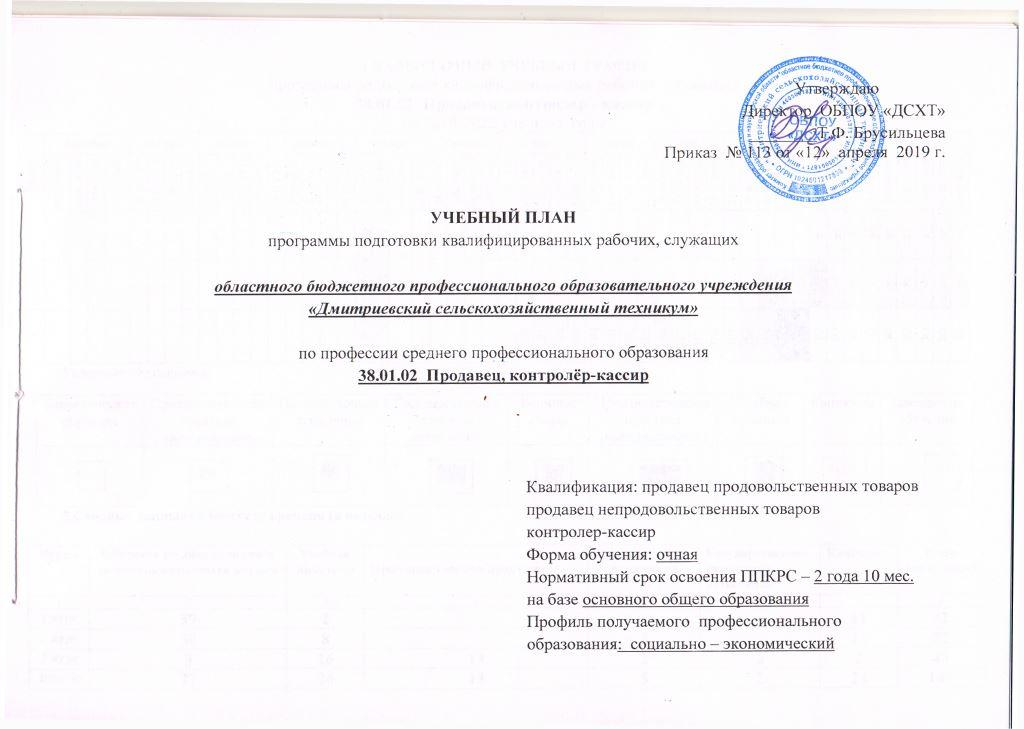 Утверждаю
Директор ОБПОУ «ДСХТ»
Т.Ф. Брусильцева
Приказ № 113 от «12» апреля 2019 г.
ОБПОУ
«ДСХТ»
УЧЕБНЫЙ ПЛАН
программы подготовки квалифицированных рабочих, служащих
областного бюджетного профессионального образовательного учреждения
«Дмитриевский сельскохозяйственный техникум»
по профессии среднего профессионального образования
38.01.02 Продавец, контролёр-кассир
Квалификация: продавец продовольственных товаров
продавец непродовольственных товаров
контролер-кассир
Форма обучения: очная
Нормативный срок освоения ППКРС – 2 года 10 мес.
на базе основного общего образования
Профиль получаемого профессионального
образования: социально – экономический